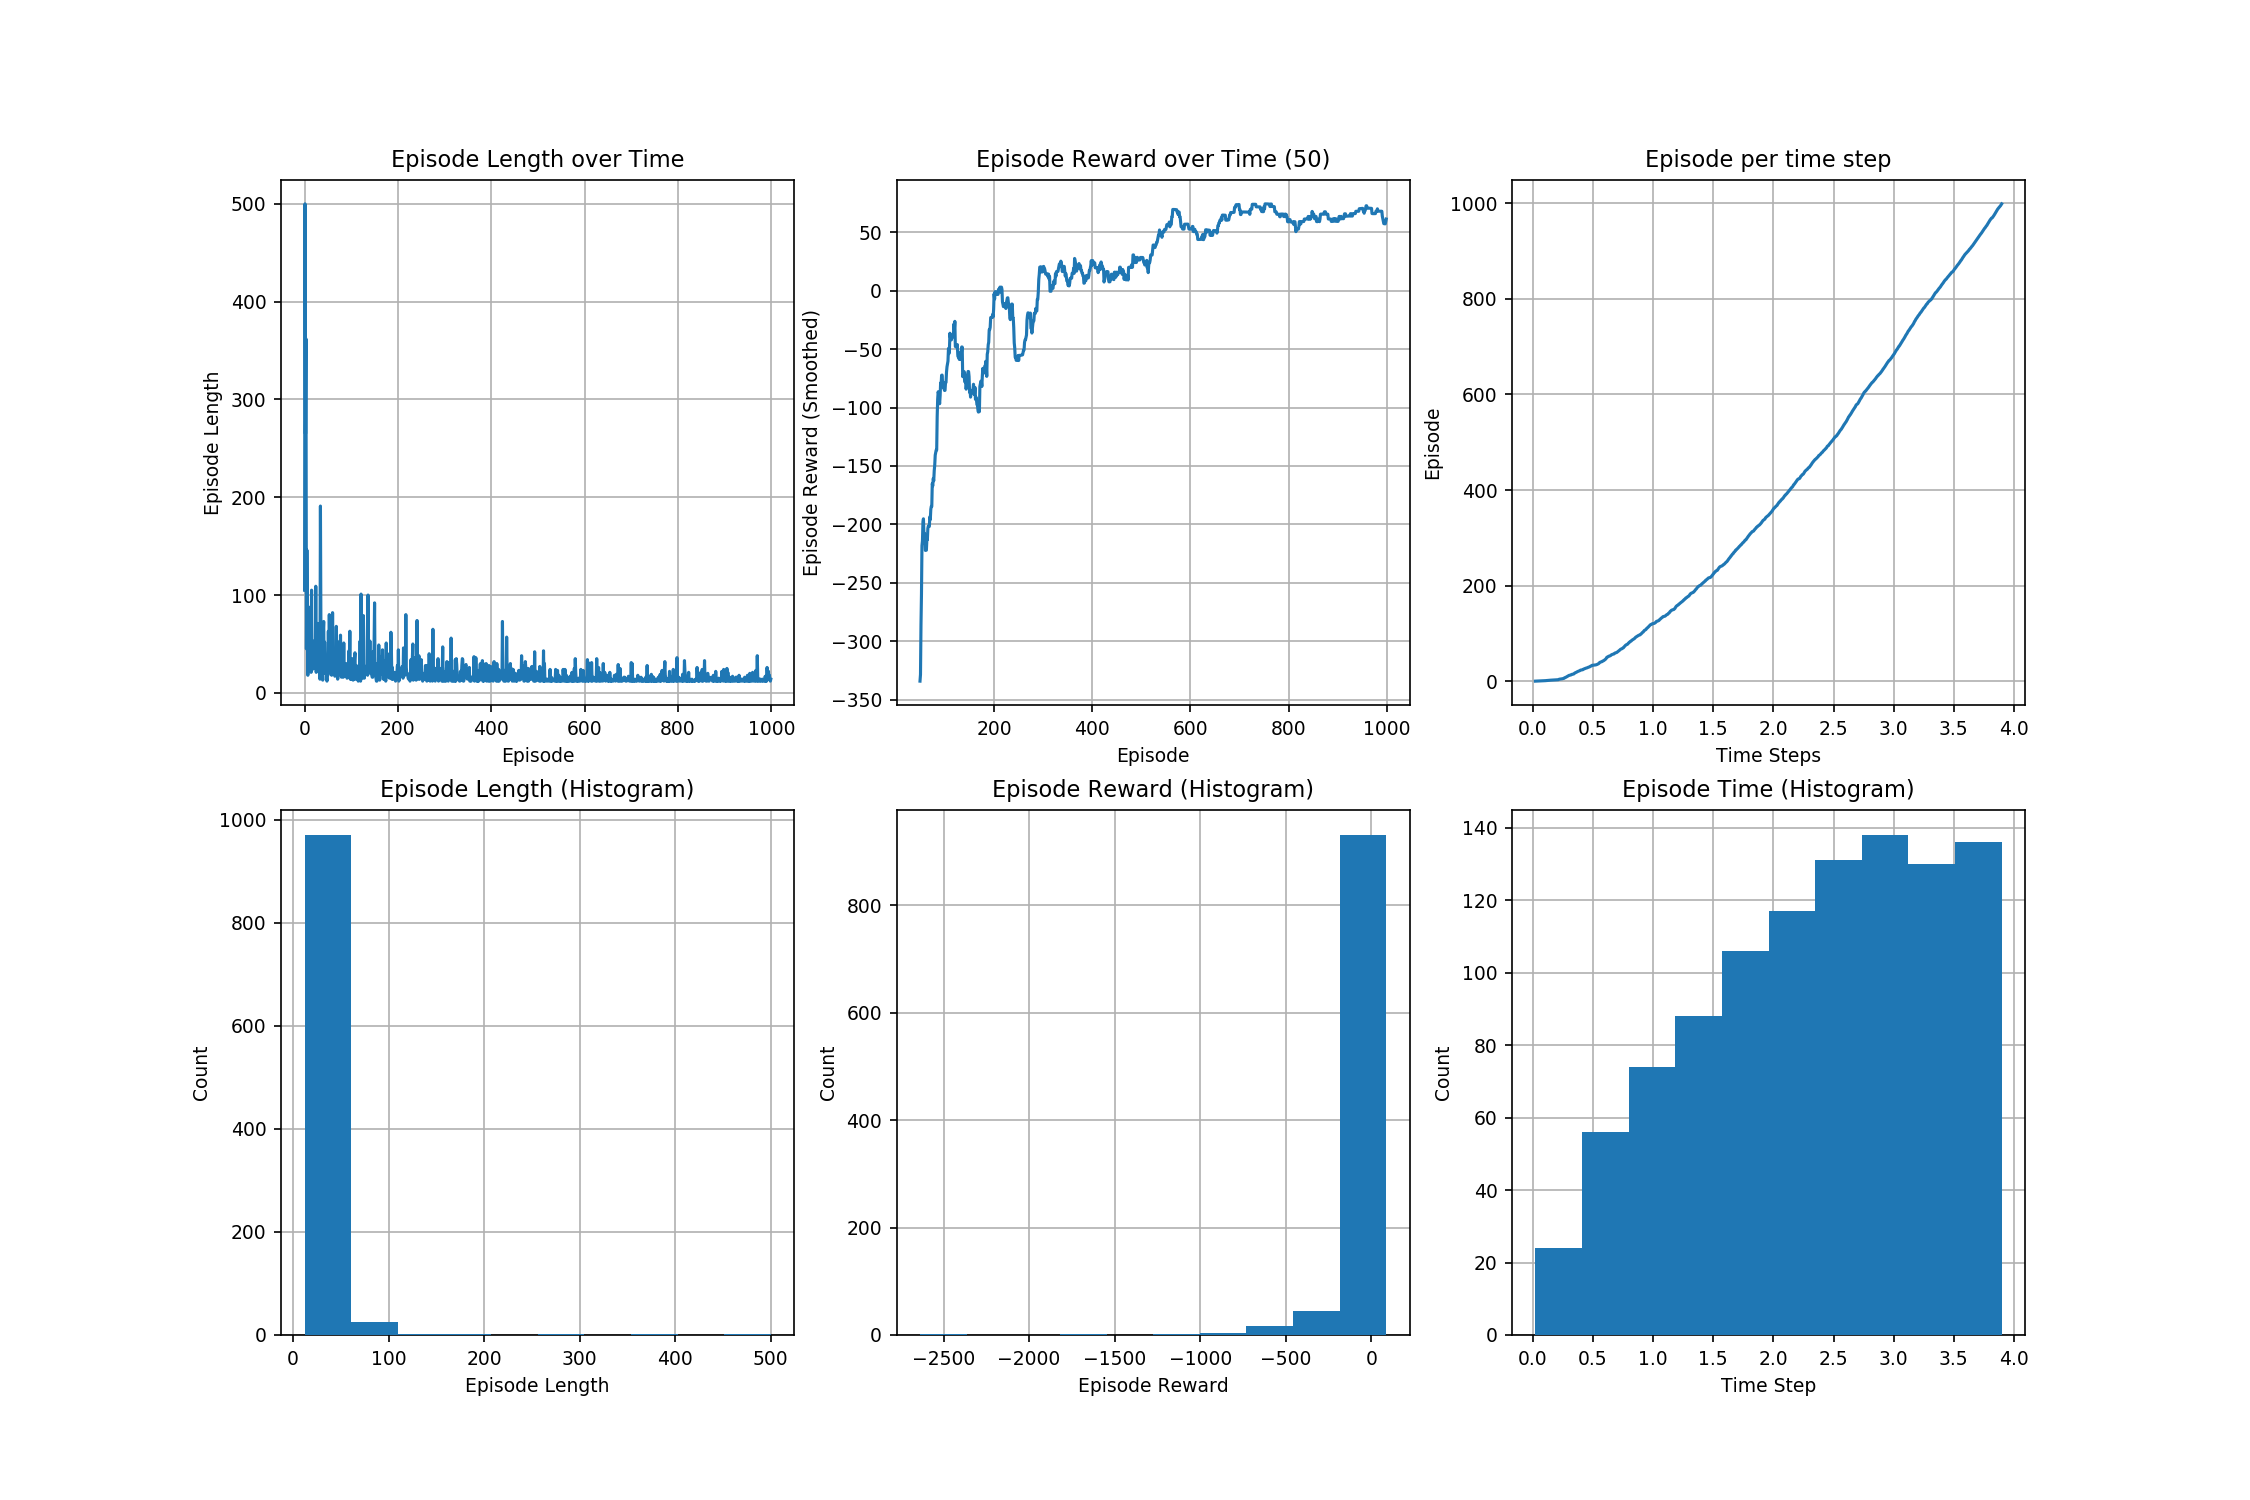 Episode Length over Time
500
400
300
200
100
0
Episode Length
0 200 400 600 800 1000
Episode
Episode Reward over Time (50)
50
0
−50
−100
−150
−200
−250
−300
−350
Episode Reward (Smoothed)
200 400 600 800 1000
Episode
Episode per time step
1000
800
600
400
200
0
Episode
0.0 0.5 1.0 1.5 2.0 2.5 3.0 3.5 4.0
Time Steps
Episode Length (Histogram)
1000
800
600
400
200
0
Count
0 100 200 300 400 500
Episode Length
Episode Reward (Histogram)
800
600
400
200
0
Count
−2500 −2000 −1500 −1000 −500 0
Episode Reward
Episode Time (Histogram)
140
120
100
80
60
40
20
0
Count
0.0 0.5 1.0 1.5 2.0 2.5 3.0 3.5 4.0
Time Step